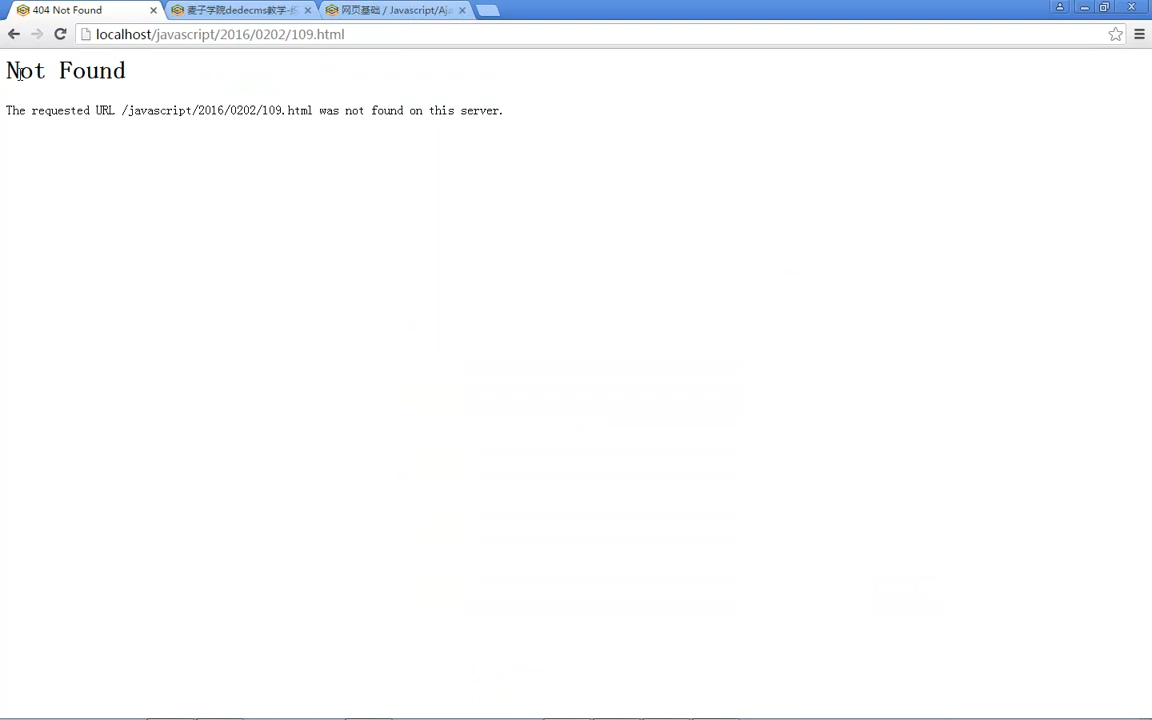 404 Not Found
麦子学院dedecms教学-
网页基础 / Javascript/Aja
localhost/javascript/2016/0202/109.html
Not Found
The requested URL /javascript/2016/0202/109.html was not found on this server.